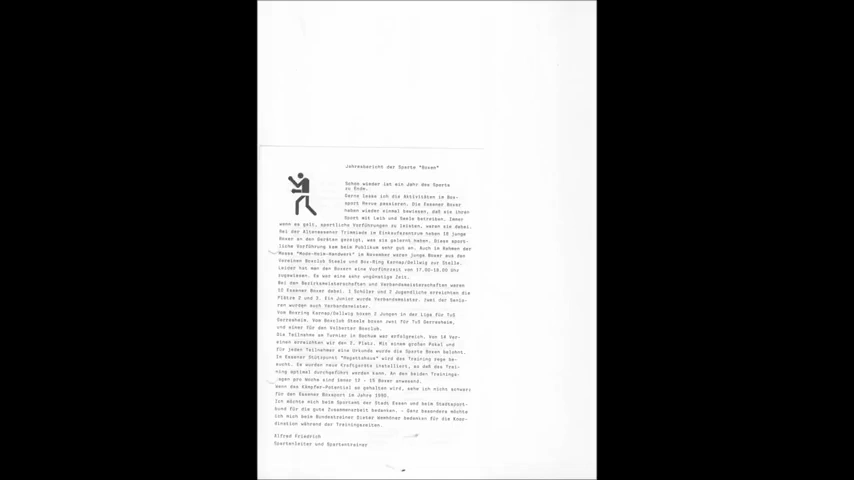 Jahresbericht der Sparte "Boxen"
Schon wieder ist ein Jahr des Sports
zu Ende.
Gerne lasse ich die Aktivitäten im Box-
sport Revue passieren. Die Essener Boxer
haben wieder einmal bewiesen, daß sie ihren
Sport mit Leib und Seele betreiben. Immer
wenn es galt, sportliche Vorführungen zu leisten, waren sie dabei.
Bei der Altenessener Trimmiade im Einkaufszentrum haben 18 junge
Boxer an den Geräten gezeigt, was sie gelernt haben. Diese sport-
liche Vorführung kam beim Publikum sehr gut an. Auch im Rahmen der
Messe "Mode-Heim-Handwerk" im November waren junge Boxer aus den
Vereinen Boxclub Steele und Box-Ring Karnap/Dellwig zur Stelle.
Leider hat man den Boxern eine Vorführzeit von 17.00-18.00 Uhr
zugewiesen. Es war eine sehr ungünstige Zeit.
Bei den Bezirksmeisterschaften und Verbandsmeisterschaften waren
12 Essener Boxer dabei. 1 Schüler und 2 Jugendliche erreichten die
Plätze 2 und 3. Ein Junior wurde Verbandsmeister, zwei der Senio-
ren wurden auch Verbandsmeister.
Vom Boxring Karnap/Dellwig boxen 2 Jungen in der Liga für TuS
Gerresheim. Vom Boxclub Steele boxen zwei für TuS Gerresheim,
und einer für den Velberter Boxclub.
Die Teilnahme am Turnier in Bochum war erfolgreich. Von 14 Ver-
einen erreichten wir den 2. Platz. Mit einem großen Pokal und
für jeden Teilnehmer eine Urkunde wurde die Sparte Boxen belohnt.
Im Essener Stützpunkt "Regattahaus" wird das Training rege be-
sucht. Es wurden neue Kraftgeräte installiert, so daß das Trai-
ning optimal durchgeführt werden kann. An den beiden Trainings-
tagen pro Woche sind immer 12 - 15 Boxer anwesend.
Wenn das Kämpfer-Potential so gehalten wird, sehe ich nicht schwarz
für den Essener Boxsport im Jahre 1992.
Ich möchte mich beim Sportamt der Stadt Essen und beim Stadtsport-
bund für die gute Zusammenarbeit bedanken. - Ganz besonders möchte
ich mich beim Bundestrainer Dieter bedanken für die Koor-
dination während der Trainingszeiten.
Alfred Friedrich
Spartenleiter und Spartentrainer